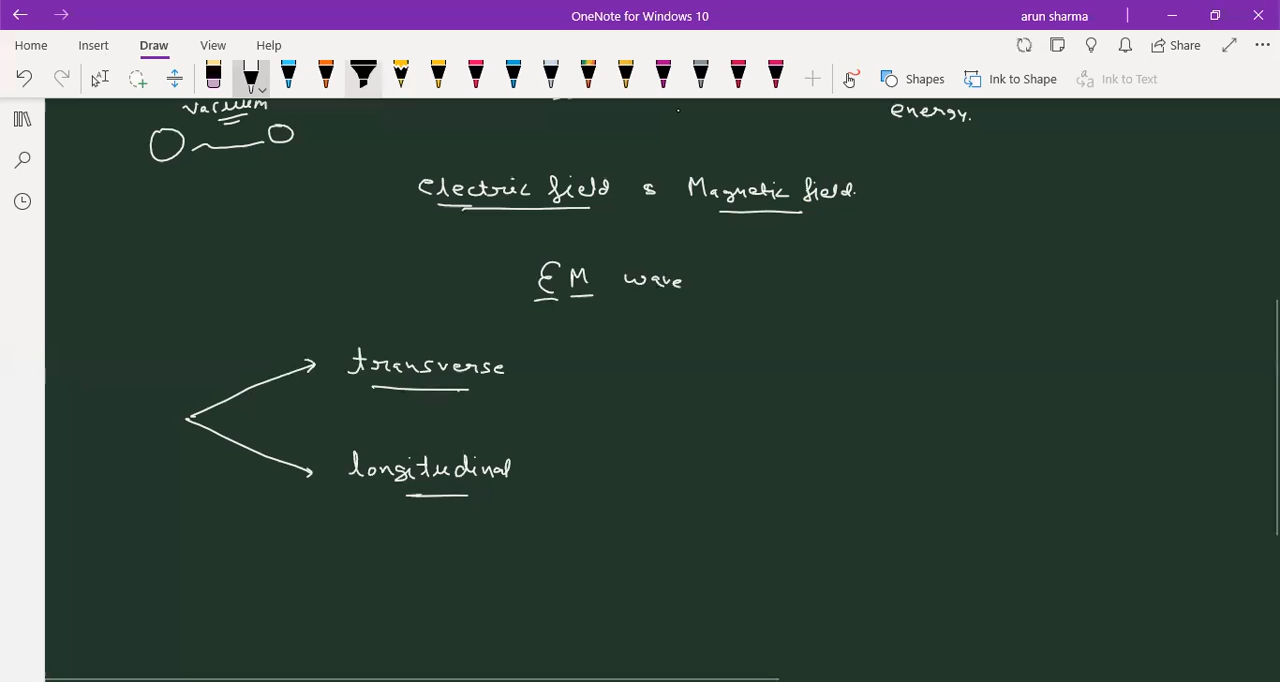 OneNote for Windows 10
arun sharma
Home Insert Draw View Help
Share
Shapes Ink to Shape Ink to Text
vacuum
energy.
Electric field & Magnetic field.
EM wave
transverse
longitudinal